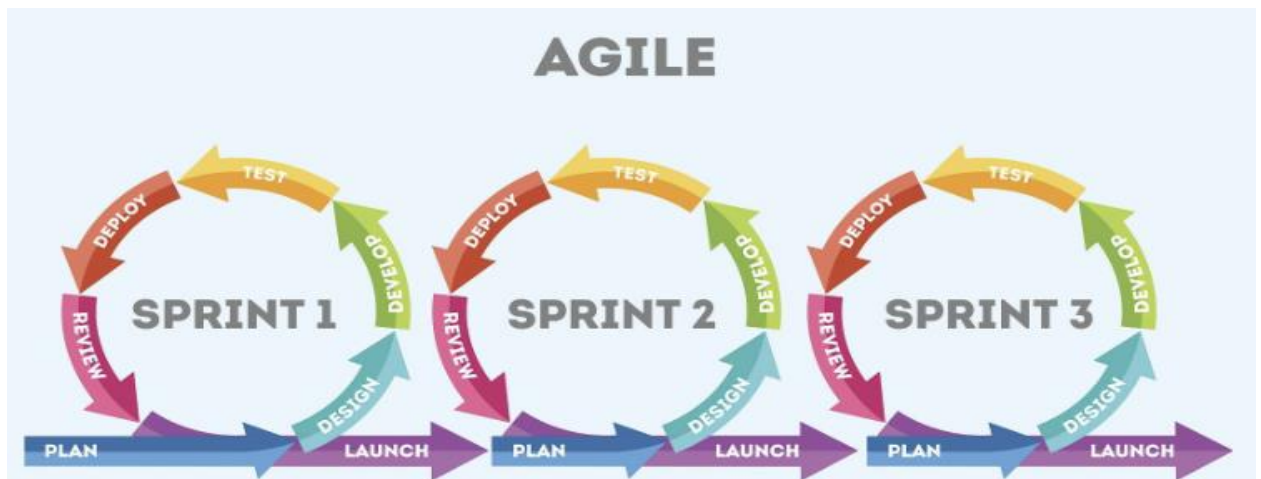 AGILE
TEST
TEST
TEST
DEPLOY
DEVELOP
DEPLOY
DEVELOP
DEPLOY
DEVELOP
SPRINT 1
SPRINT 2
SPRINT 3
REVIEW
DESIGN
REVIEW
DESIGN
REVIEW
DESIGN
PLAN
LAUNCH
PLAN
LAUNCH
PLAN
LAUNCH